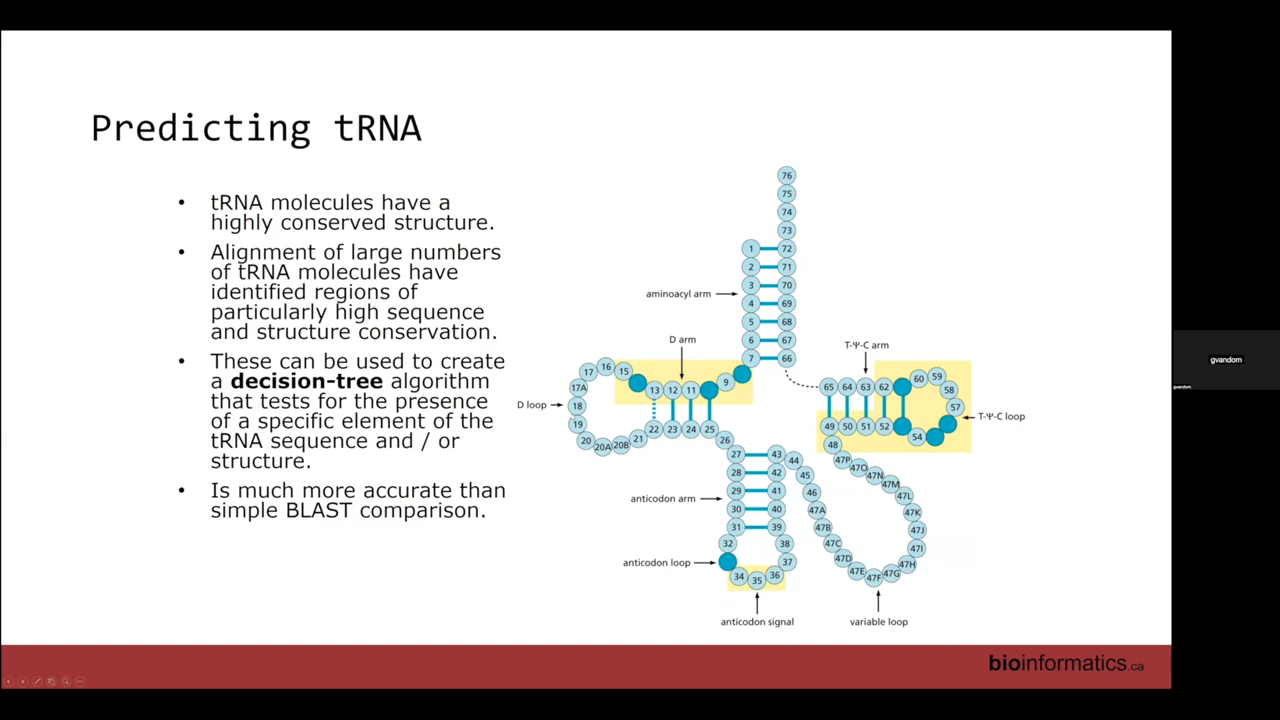 Predicting tRNA
• tRNA molecules have a
highly conserved structure.
• Alignment of large numbers
of tRNA molecules have
identified regions of
particularly high sequence
and structure conservation.
• These can be used to create
a decision-tree algorithm
that tests for the presence
of a specific element of the
tRNA sequence and / or
structure.
• Is much more accurate than
simple BLAST comparison.
76
75
74
73
1 72
2 71
3 70
aminoacyl arm
4 69
5 68
6 67
7 66
D arm
T-Ψ-C arm
17 16 15
13 12 11 9
17A
D loop
18
19
20 20A 20B 21
22 23 24 25
26
65 64 63 62
60 59
58
57
T-Ψ-C loop
49 50 51 52
54
48
27 43 44
28 42 45
29 41 46
anticodon arm
30 40 47A
31 39 47B
32 38 47C
anticodon loop
37 47D
34 35 36
47E 47F 47G 47H
47I
47J
47K
47L
47M
47N
47O
47P
anticodon signal
variable loop
bioinformatics.ca
gvandom
gvandom